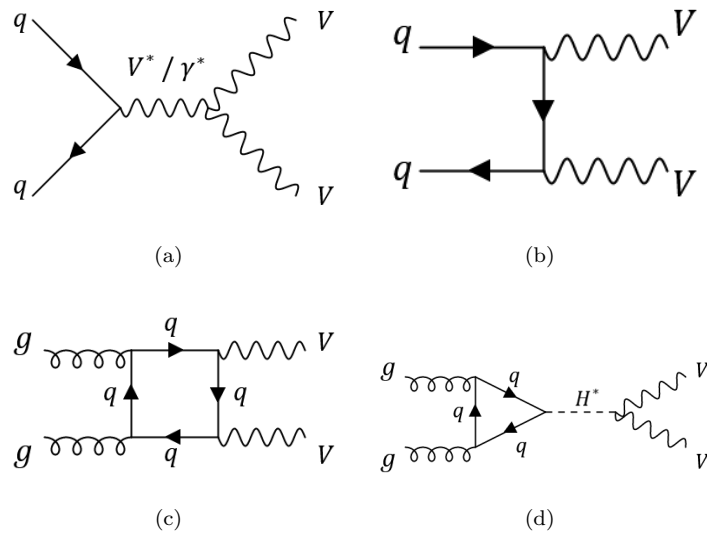 q V
V* / γ*
q V
(a)
q V
q V
(b)
g q V
q q
g q V
(c)
g q V
q H*
g q V
(d)